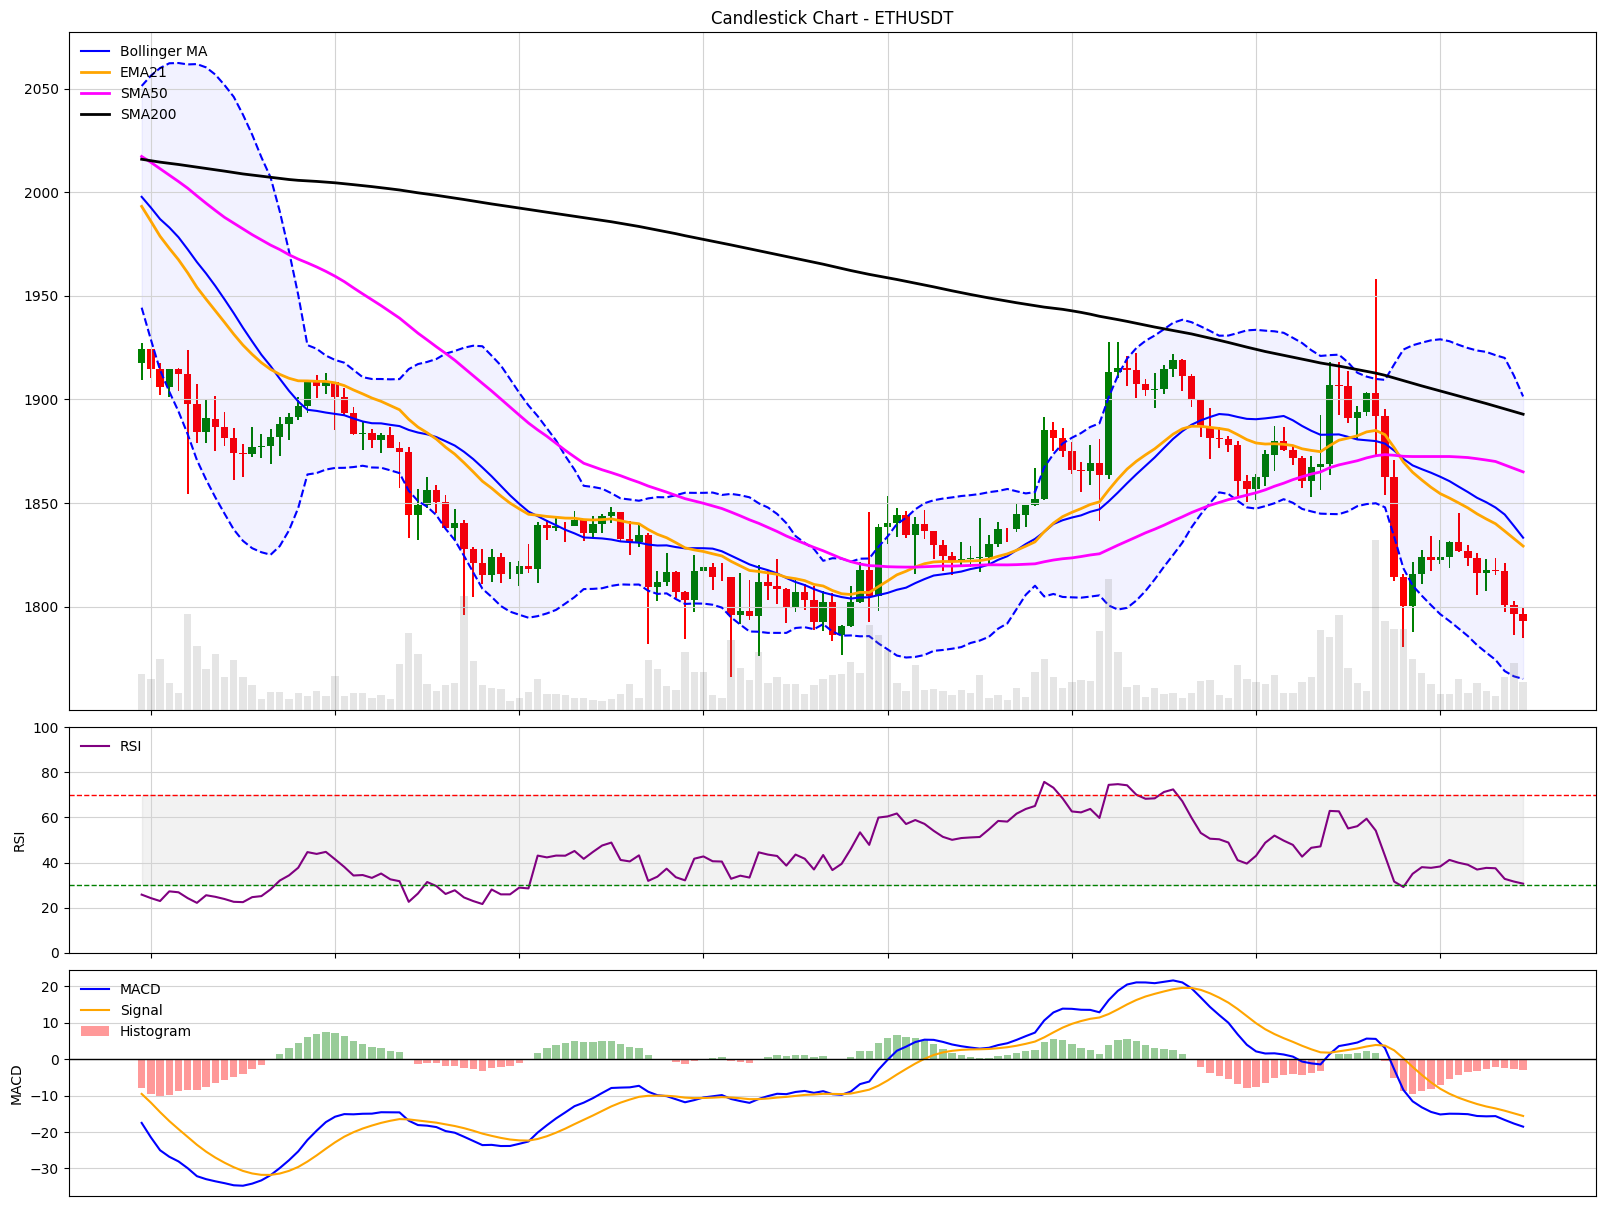 Candlestick Chart - ETHUSDT
Bollinger MA
EMA21
SMA50
SMA200
2050
2000
1950
1900
1850
1800
RSI
100
80
60
40
20
0
RSI
MACD
Signal
Histogram
20
10
0
−10
−20
−30
MACD